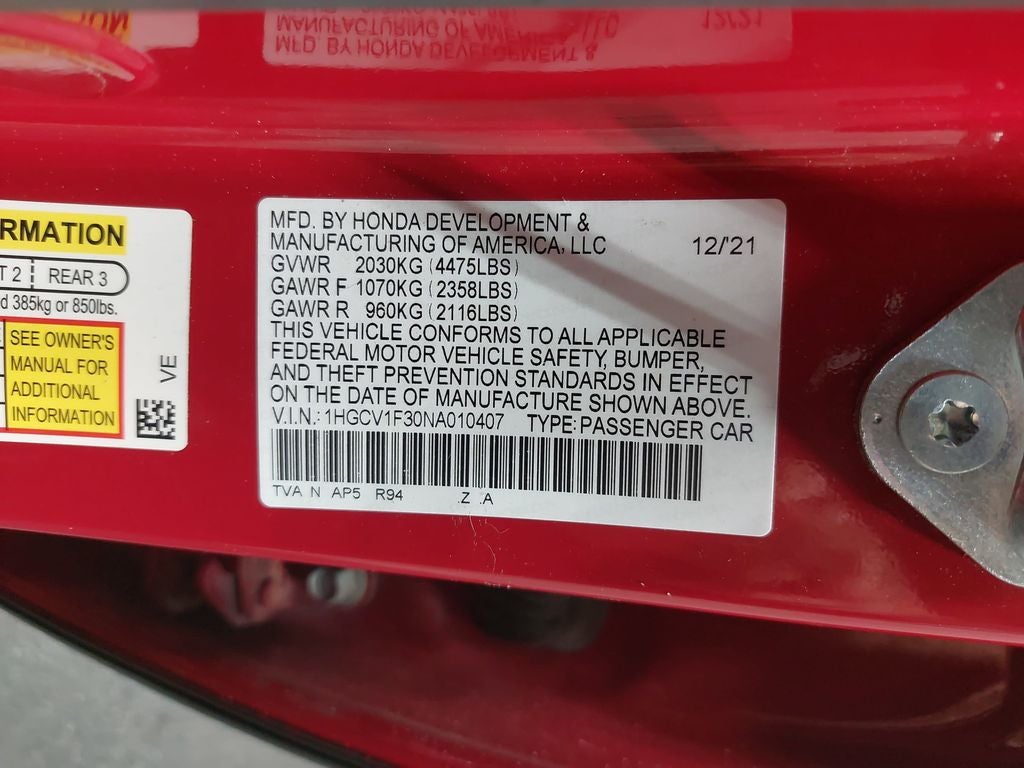 RMATION
T 2 REAR 3
d 385kg or 850lbs.
SEE OWNER'S
MANUAL FOR
ADDITIONAL
INFORMATION
VE
MFD. BY HONDA DEVELOPMENT &
MANUFACTURING OF AMERICA, LLC 12/'21
GVWR 2030KG (4475LBS)
GAWR F 1070KG (2358LBS)
GAWR R 960KG (2116LBS)
THIS VEHICLE CONFORMS TO ALL APPLICABLE
FEDERAL MOTOR VEHICLE SAFETY, BUMPER,
AND THEFT PREVENTION STANDARDS IN EFFECT
ON THE DATE OF MANUFACTURE SHOWN ABOVE.
V.I.N.: 1HGCV1F30NA010407 TYPE: PASSENGER CAR
TVA N AP5 R94 .Z .A